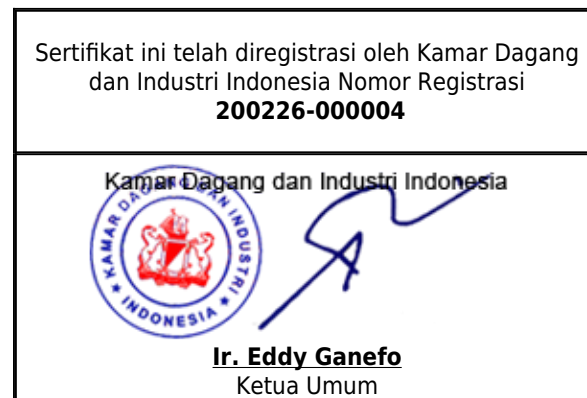 Sertifikat ini telah diregistrasi oleh Kamar Dagang
dan Industri Indonesia Nomor Registrasi
200226-000004
Kamar Dagang dan Industri Indonesia
KAMAR DAGANG DAN INDUSTRI
INDONESIA
Ir. Eddy Ganefo
Ketua Umum